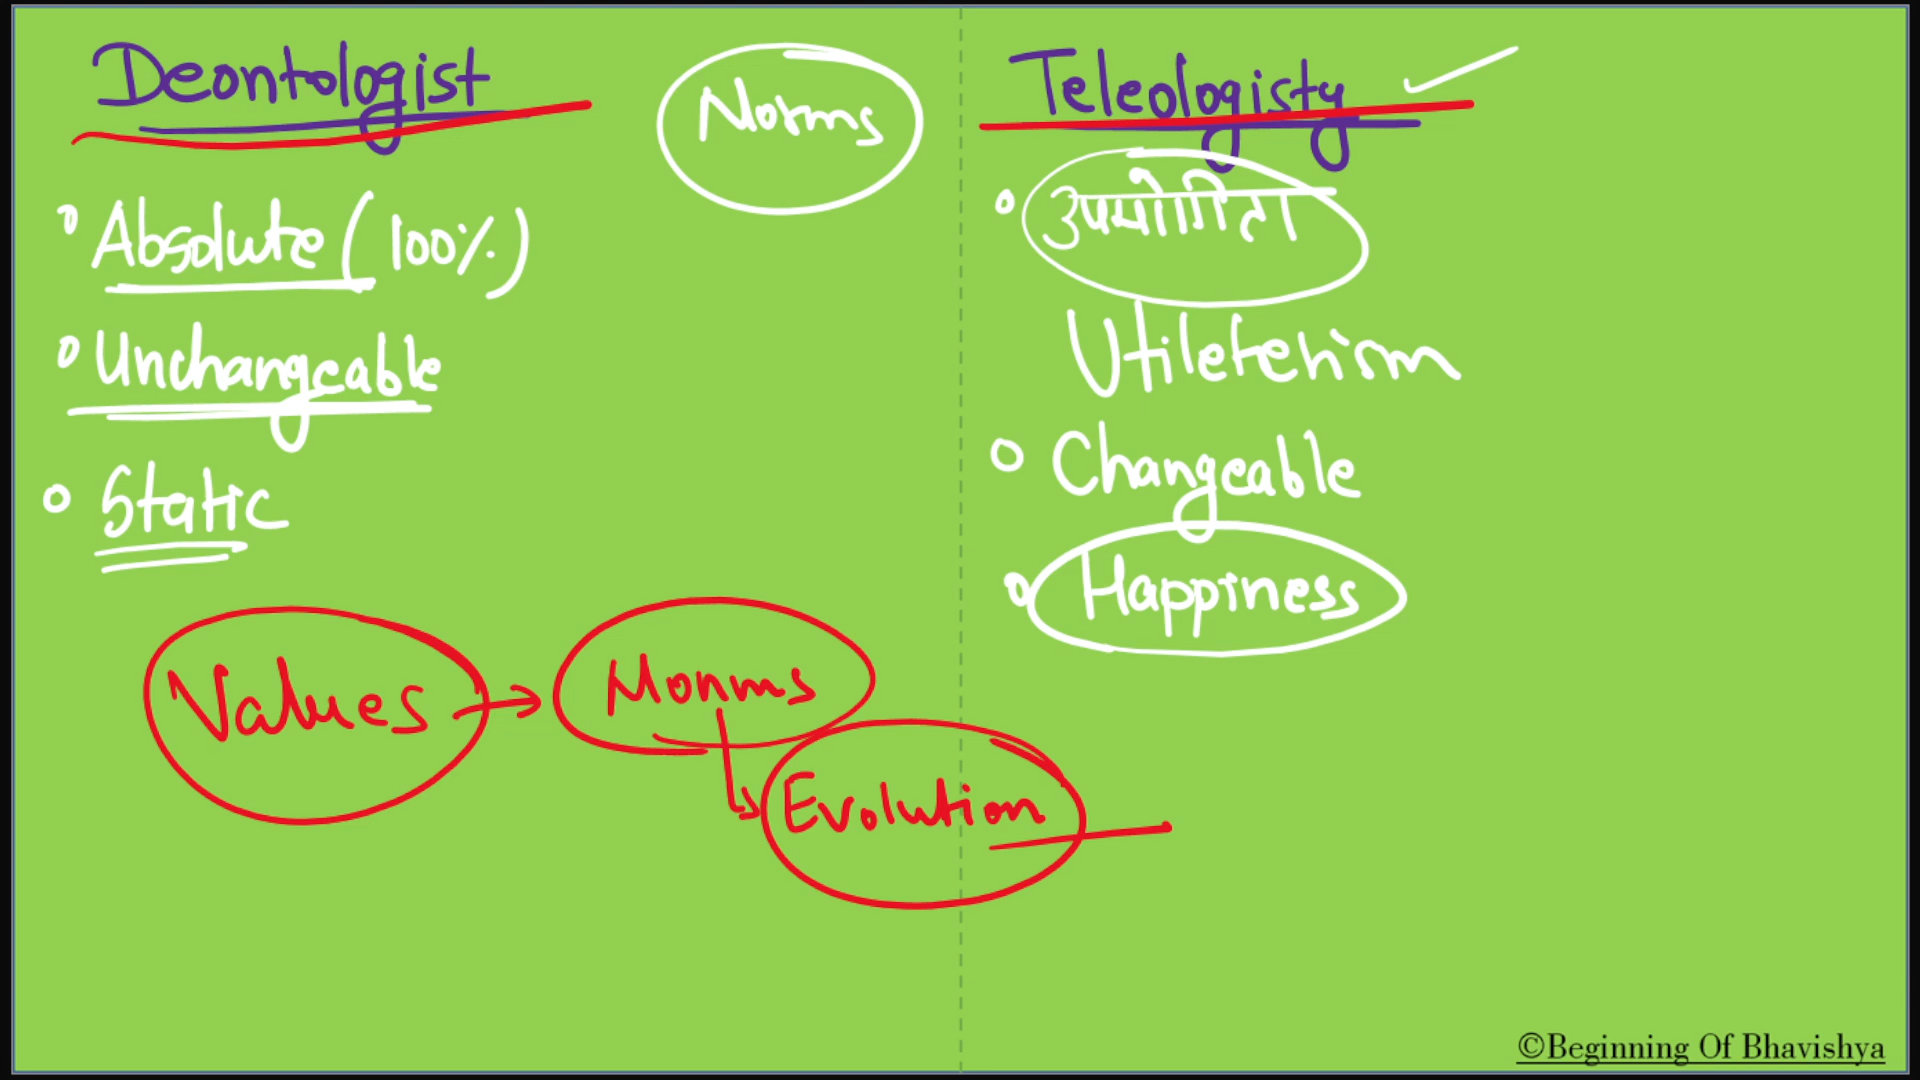 Deontologist
Norms
Teleologisty
Absolute (100%)
Unchangeable
Static
उपयोगिता
Utileterism
Changeable
Happiness
Values → Monms
Evolution
©Beginning Of Bhavishya